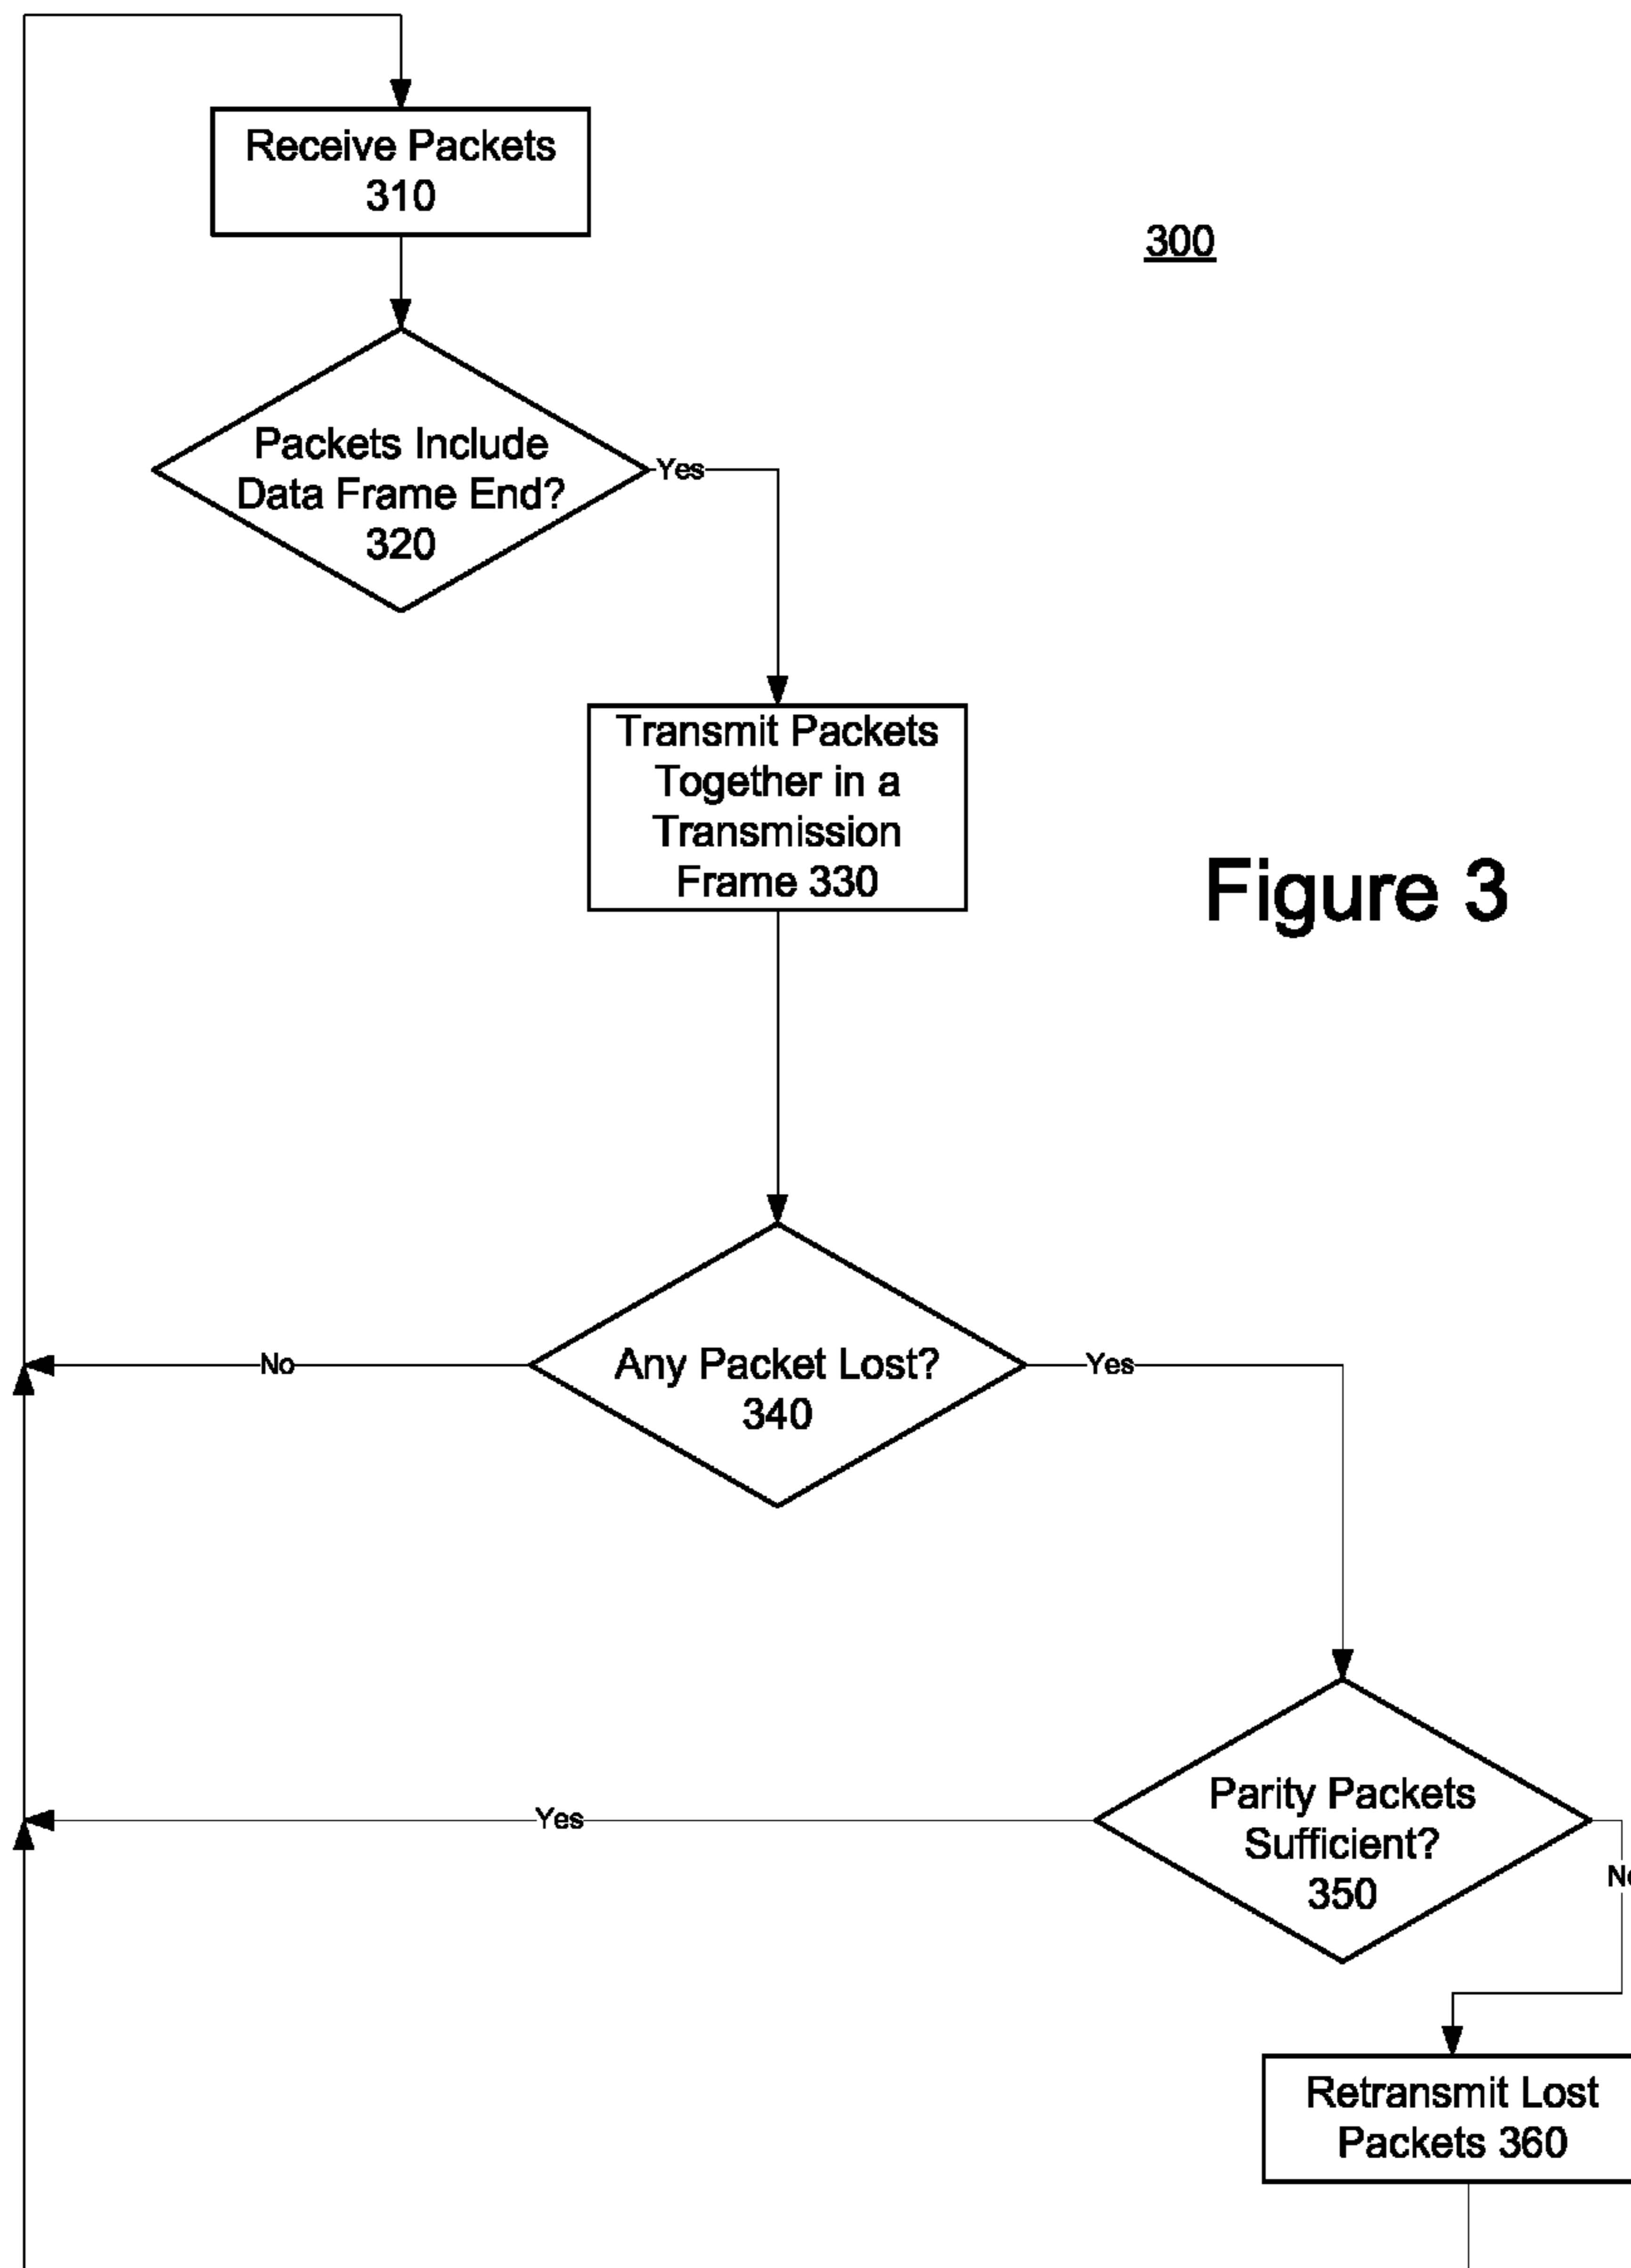 Receive Packets
310
300
Packets Include
Data Frame End?
320
Yes
Transmit Packets
Together in a
Transmission
Frame 330
Figure 3
No
Any Packet Lost?
340
Yes
Yes
Parity Packets
Sufficient?
350
Retransmit Lost
Packets 360